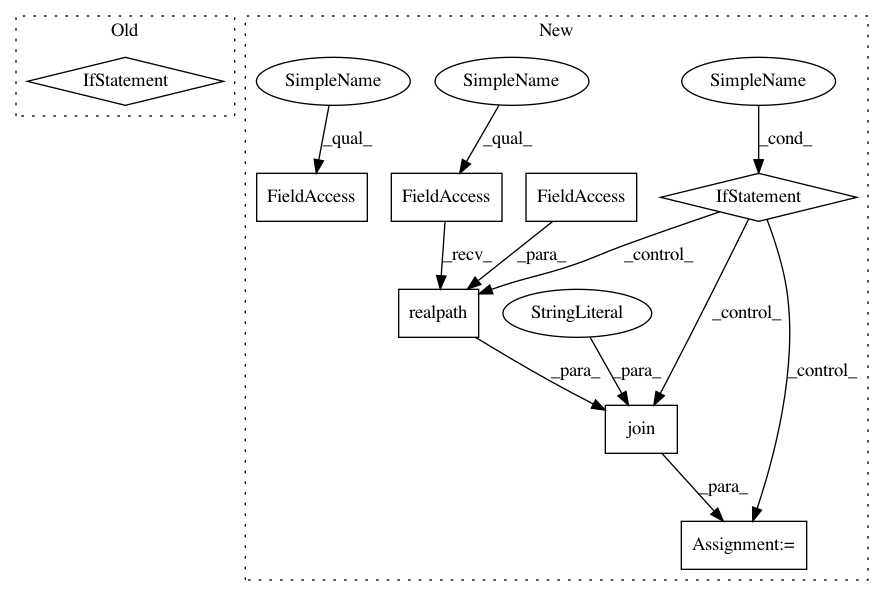 Old
New
IfStatement
SimpleName
SimpleName
SimpleName
_qual_
_qual_
_cond_
FieldAccess
FieldAccess
FieldAccess
IfStatement
_recv_
_para_
_control_
realpath
StringLiteral
_control_
_para_
_para_
_control_
join
_para_
Assignment:=